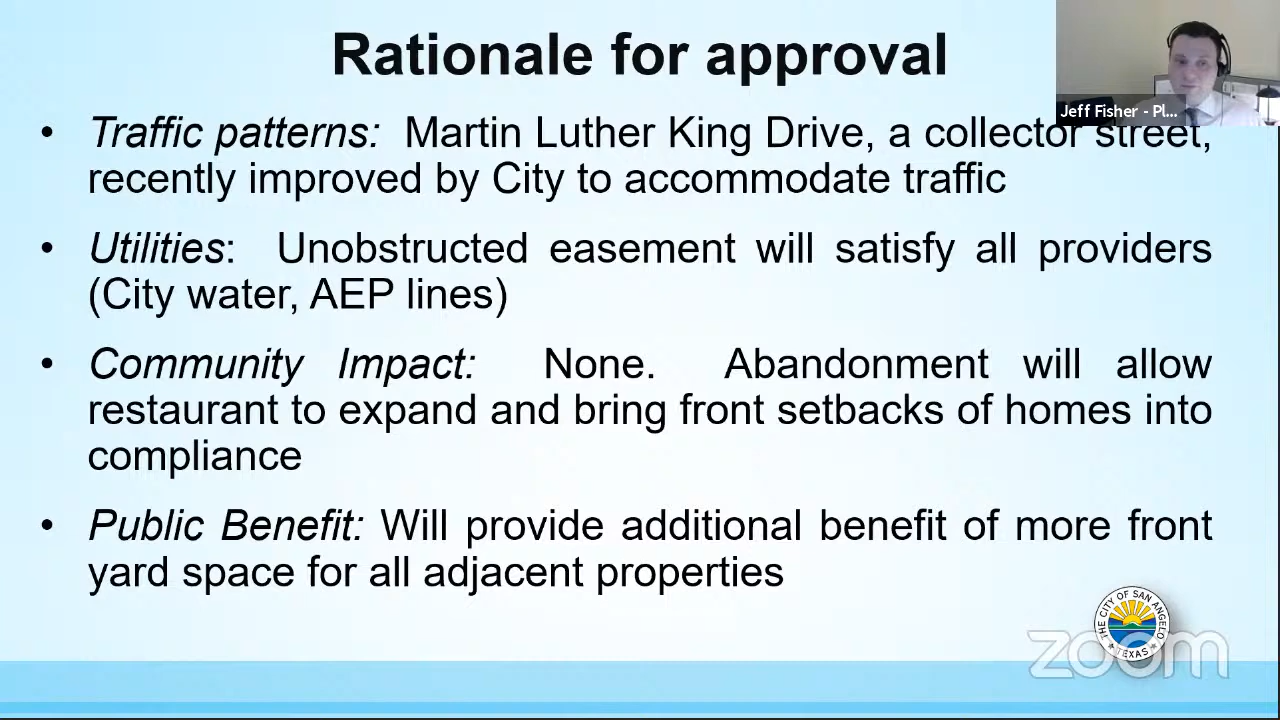 Rationale for approval
Jeff Fisher - Pl...
• Traffic patterns: Martin Luther King Drive, a collector street,
recently improved by City to accommodate traffic
• Utilities: Unobstructed easement will satisfy all providers
(City water, AEP lines)
• Community Impact: None. Abandonment will allow
restaurant to expand and bring front setbacks of homes into
compliance
• Public Benefit: Will provide additional benefit of more front
yard space for all adjacent properties
THE CITY OF SAN ANGELO
TEXAS
zoom